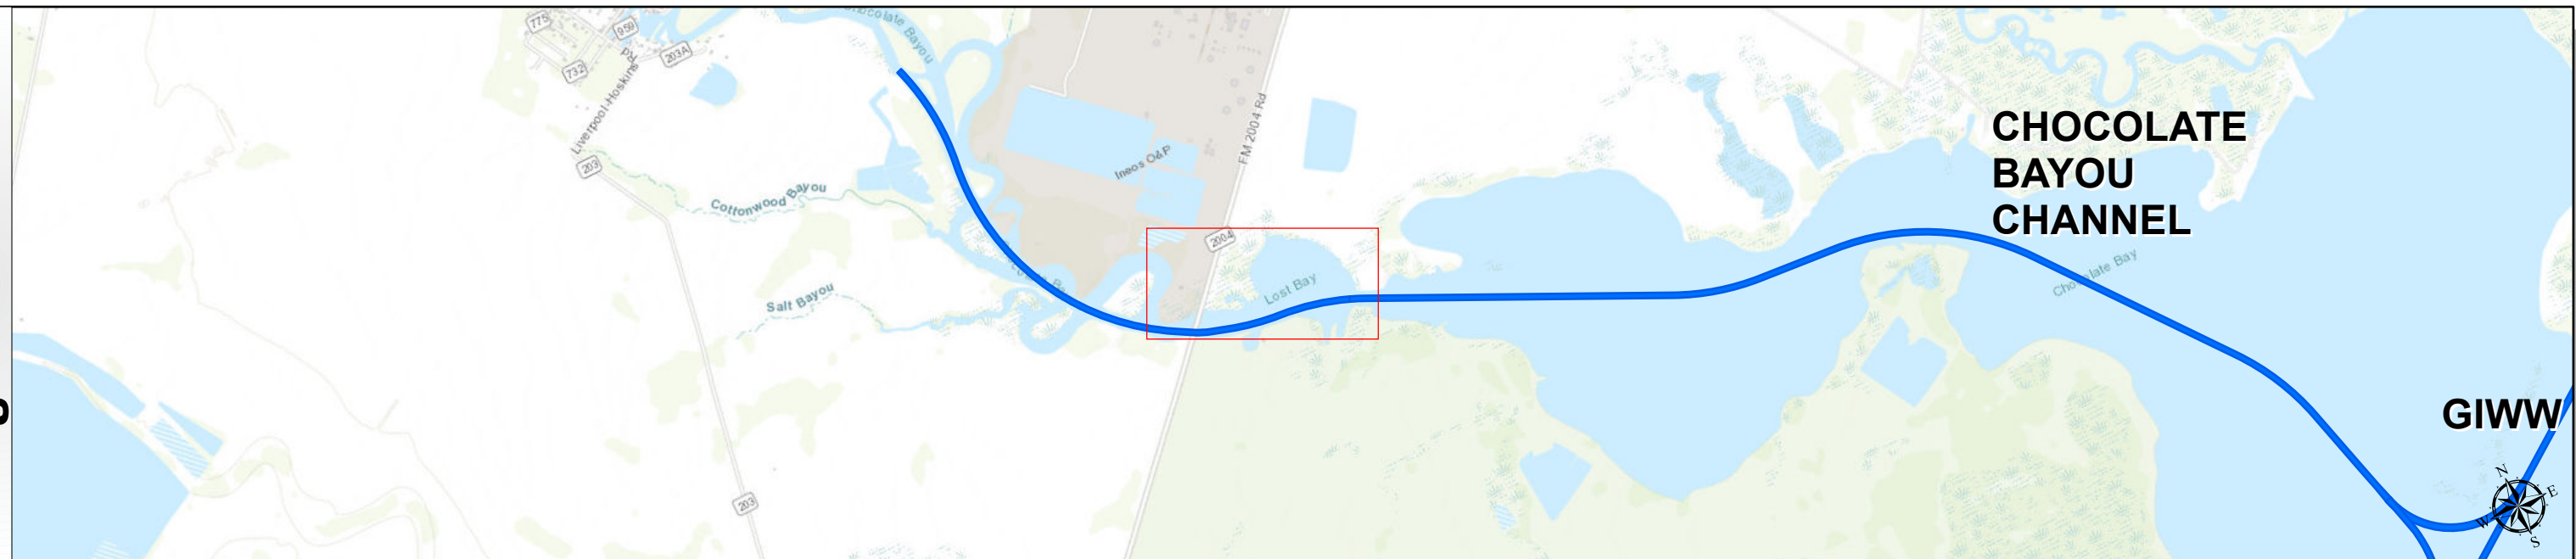 775
959
203A
732
Liverpool-Hoskins Rd
203
Chocolate Bayou
Cottonwood Bayou
Salt Bayou
203
Ineos O&P
FM 2004 Rd
2004
Lost Bay
CHOCOLATE
BAYOU
CHANNEL
Chocolate Bay
GIWW
N
E
W
S